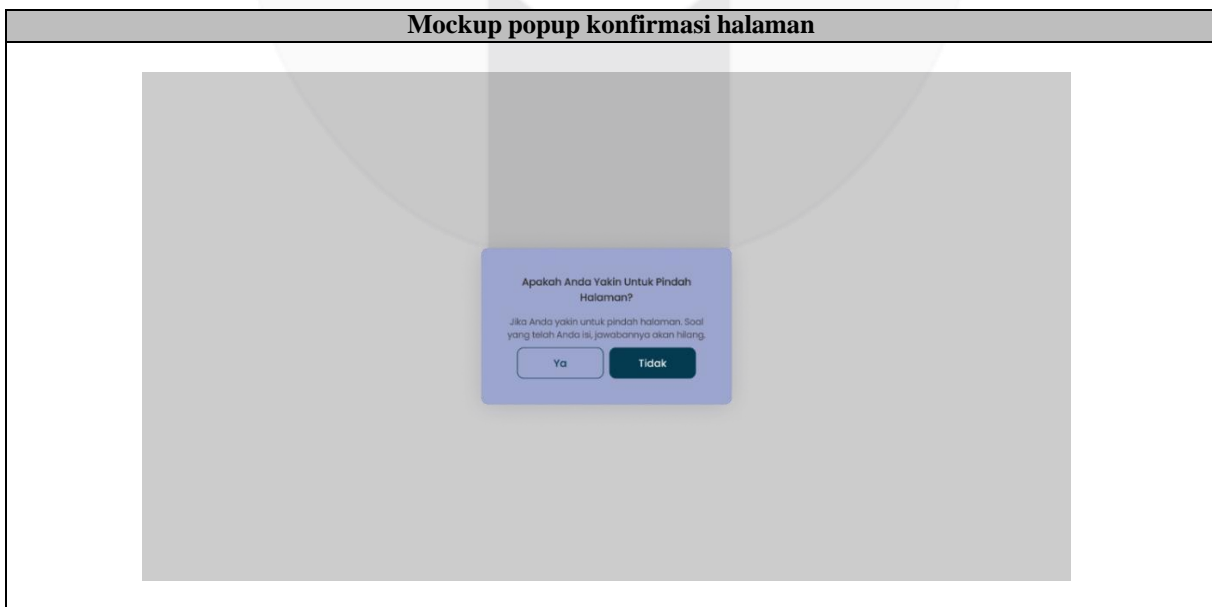 Mockup popup konfirmasi halaman
Apakah Anda Yakin Untuk Pindah
Halaman?
Jika Anda yakin untuk pindah halaman. Soal
yang telah Anda isi, jawabannya akan hilang.
Ya
Tidak